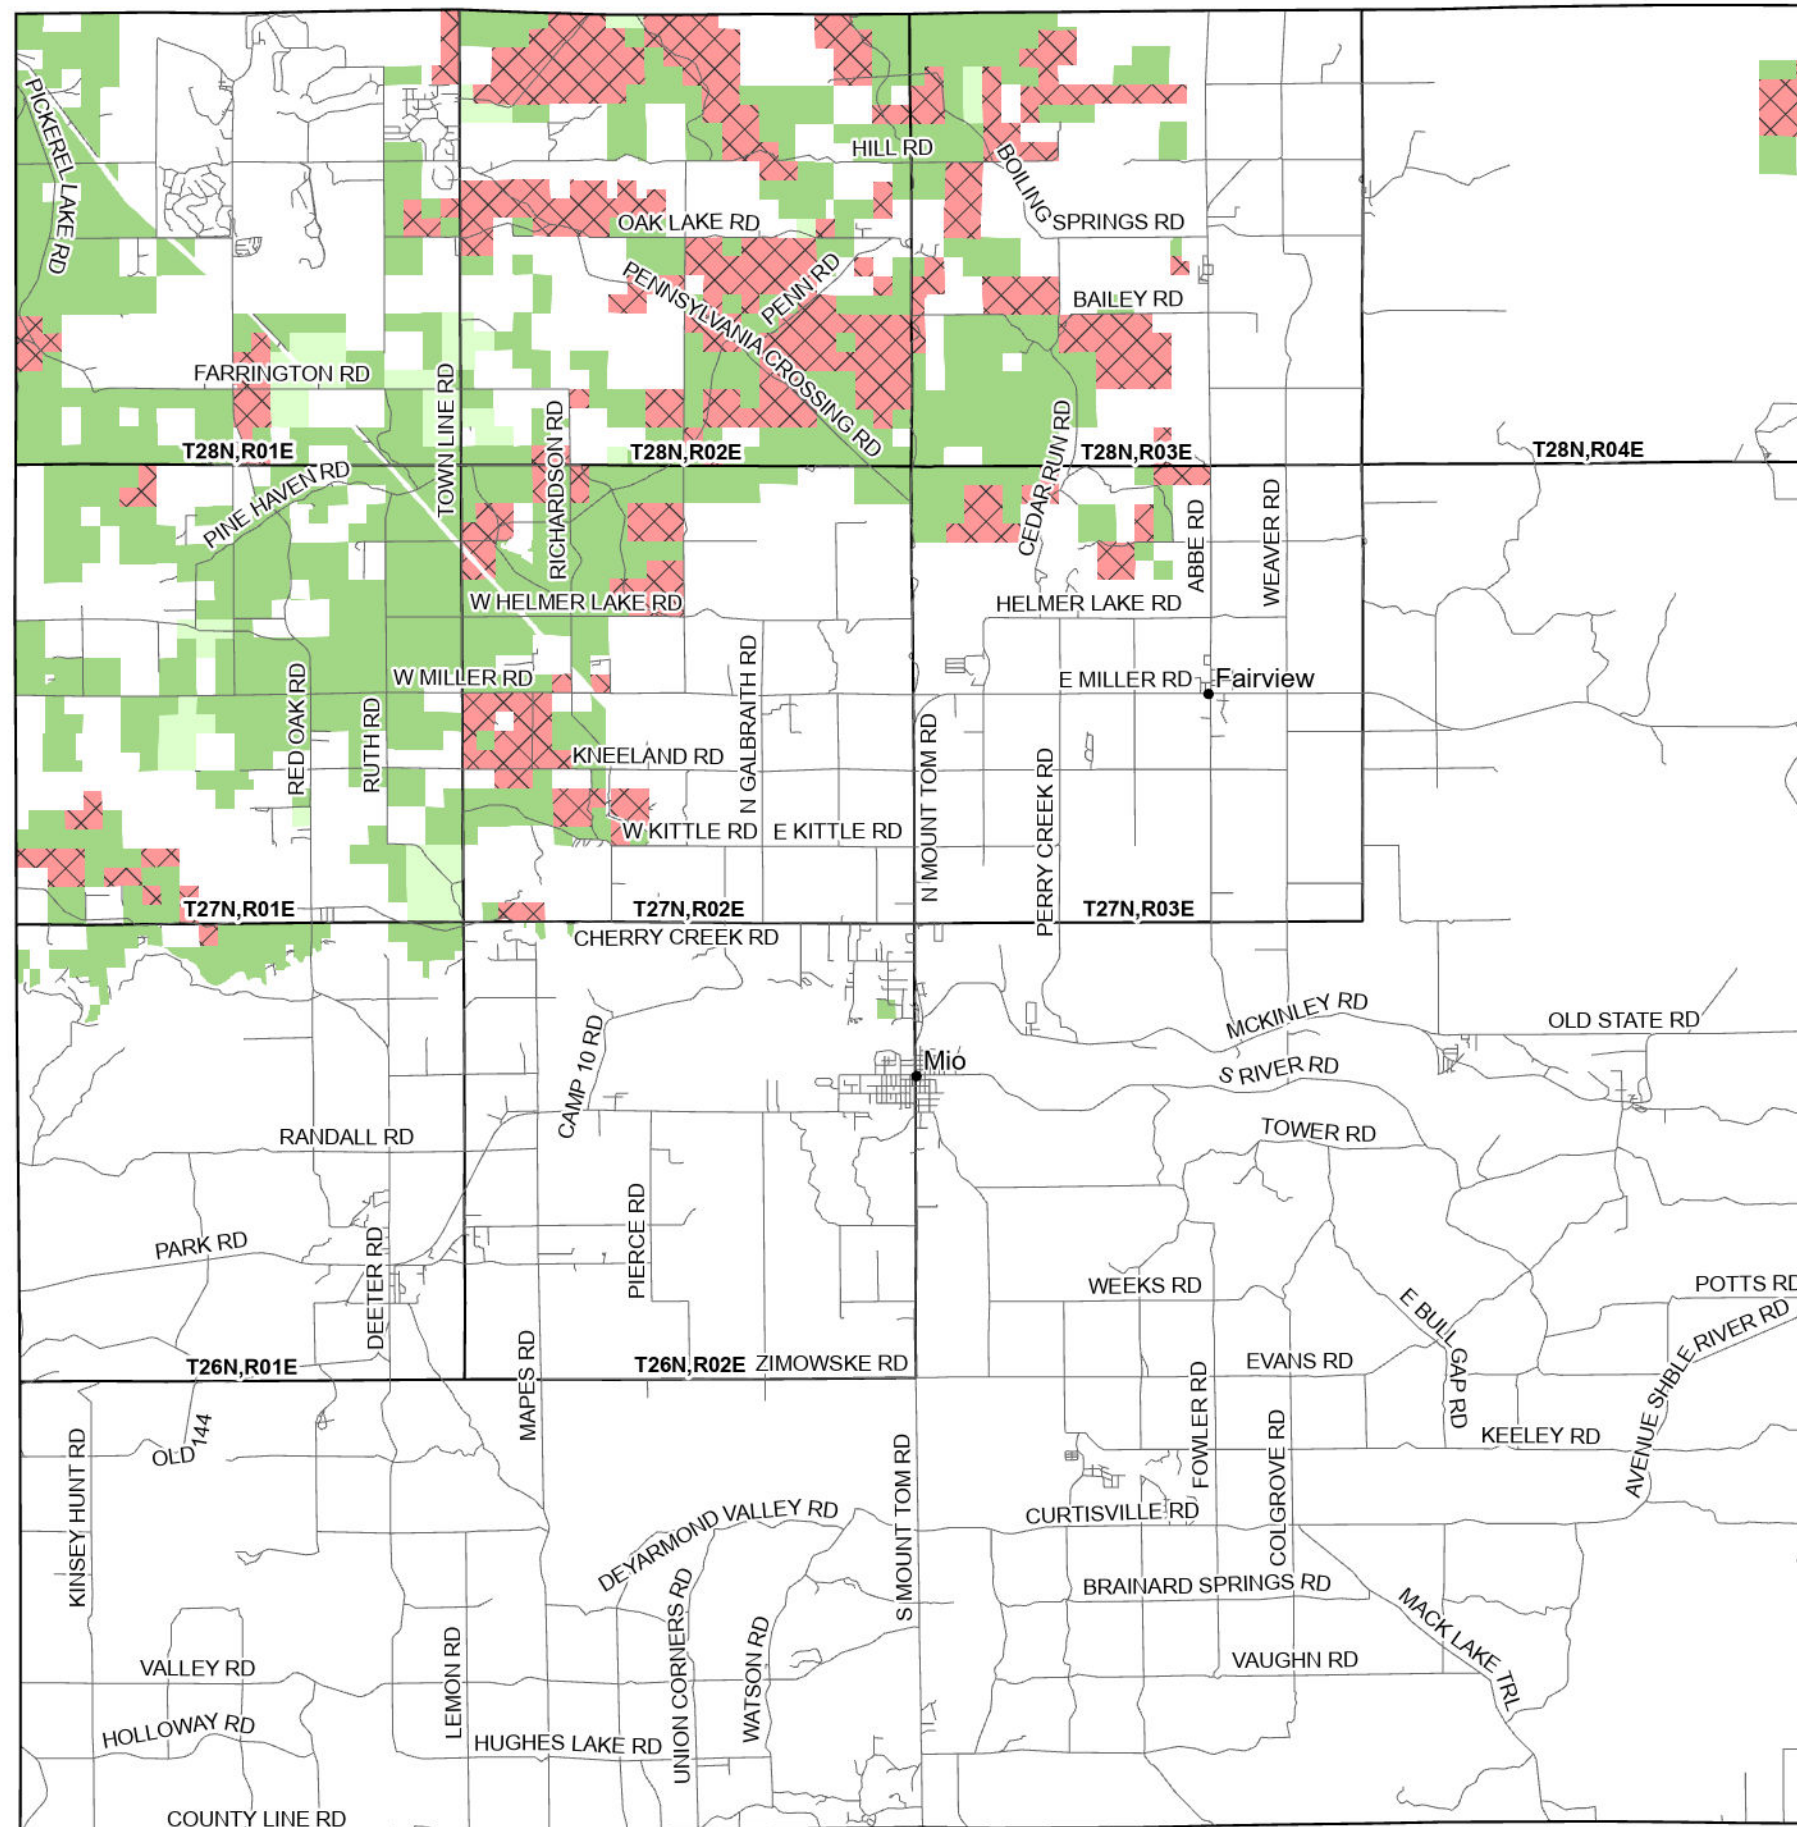 PICKEREL LAKE RD
HILL RD
BOILING
SPRINGS RD
OAK LAKE RD
PENNSYLVANIA CROSSING RD
PENN RD
BAILEY RD
FARRINGTON RD
TOWN LINE RD
RICHARDSON RD
CEDAR RUN RD
T28N,R01E
T28N,R02E
T28N,R03E
T28N,R04E
PINE HAVEN RD
ABBE RD
WEAVER RD
W HELMER LAKE RD
HELMER LAKE RD
RED OAK RD
RUTH RD
W MILLER RD
N GALBRAITH RD
E MILLER RD
Fairview
KNEELAND RD
N MOUNT TOM RD
PERRY CREEK RD
W KITTLE RD
E KITTLE RD
T27N,R01E
T27N,R02E
T27N,R03E
CHERRY CREEK RD
CAMP 10 RD
MCKINLEY RD
OLD STATE RD
Mio
S RIVER RD
RANDALL RD
TOWER RD
PARK RD
DEETER RD
PIERCE RD
WEEKS RD
E BULL GAP RD
POTTS RD
AVENUE SHBLE RIVER RD
T26N,R01E
MAPES RD
T26N,R02E
ZIMOWSKE RD
EVANS RD
KINSEY HUNT RD
OLD 144
S MOUNT TOM RD
FOWLER RD
COLGROVE RD
KEELEY RD
DEYARMOND VALLEY RD
CURTISVILLE RD
UNION CORNERS RD
WATSON RD
BRAINARD SPRINGS RD
MACK LAKE TRL
VALLEY RD
LEMON RD
VAUGHN RD
HOLLOWAY RD
HUGHES LAKE RD
COUNTY LINE RD